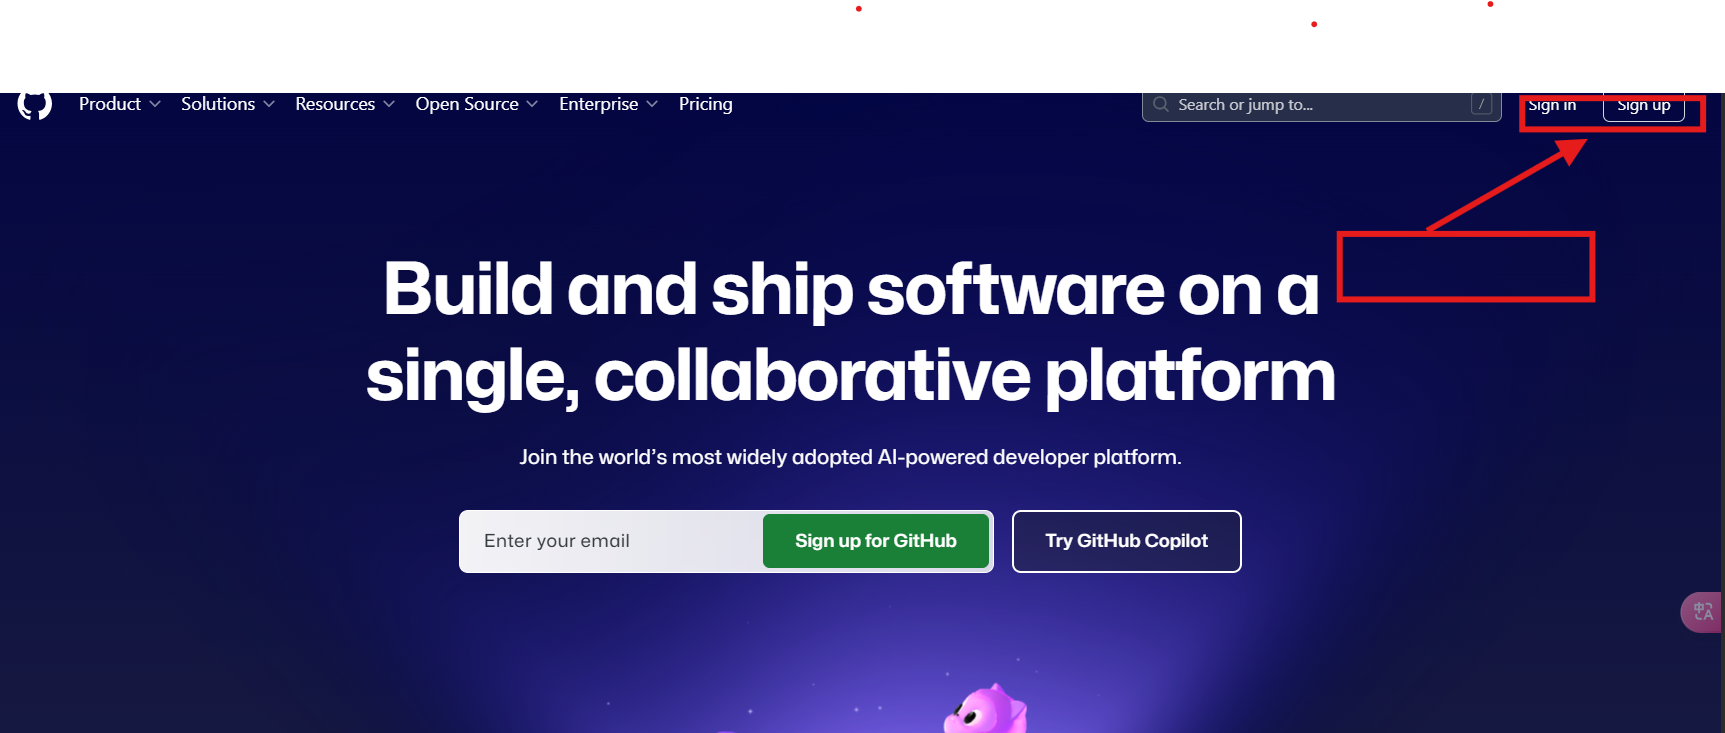 Product Solutions Resources Open Source Enterprise Pricing Search or jump to... / Sign in Sign up
Build and ship software on a
single, collaborative platform
Join the world's most widely adopted AI-powered developer platform.
Enter your email Sign up for GitHub Try GitHub Copilot
中A